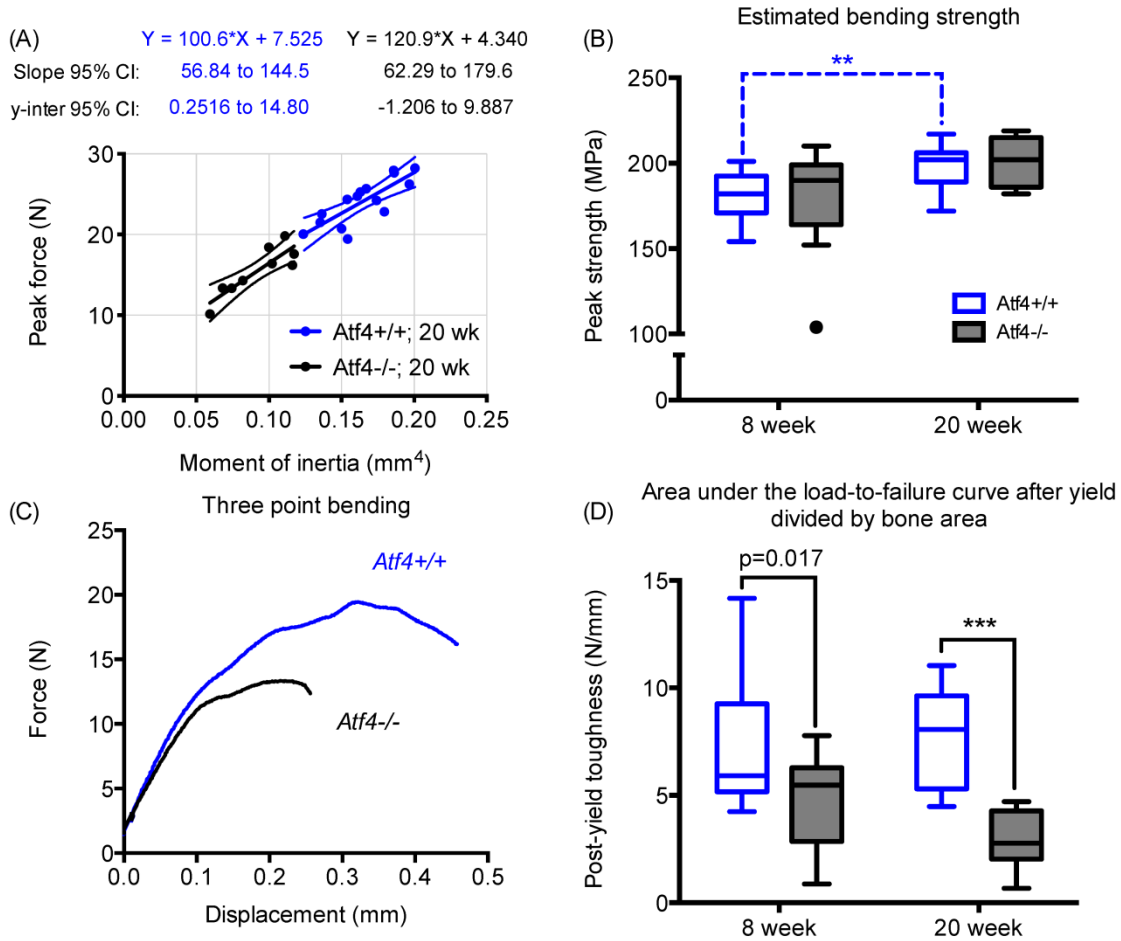 (A)
Y = 100.6*X + 7.525 Y = 120.9*X + 4.340
Slope 95% CI: 56.84 to 144.5 62.29 to 179.6
y-inter 95% CI: 0.2516 to 14.80 -1.206 to 9.887
30
20
10
0
Peak force (N)
Atf4+/+; 20 wk
Atf4-/-; 20 wk
0.00 0.05 0.10 0.15 0.20 0.25
Moment of inertia (mm⁴)
(B)
Estimated bending strength
**
250
200
150
100
0
Peak strength (MPa)
Atf4+/+
Atf4-/-
8 week 20 week
(C)
Three point bending
25
20
15
10
5
0
Force (N)
Atf4+/+
Atf4-/-
0.0 0.1 0.2 0.3 0.4 0.5
Displacement (mm)
(D)
Area under the load-to-failure curve after yield
divided by bone area
p=0.017
***
15
10
5
0
Post-yield toughness (N/mm)
8 week 20 week